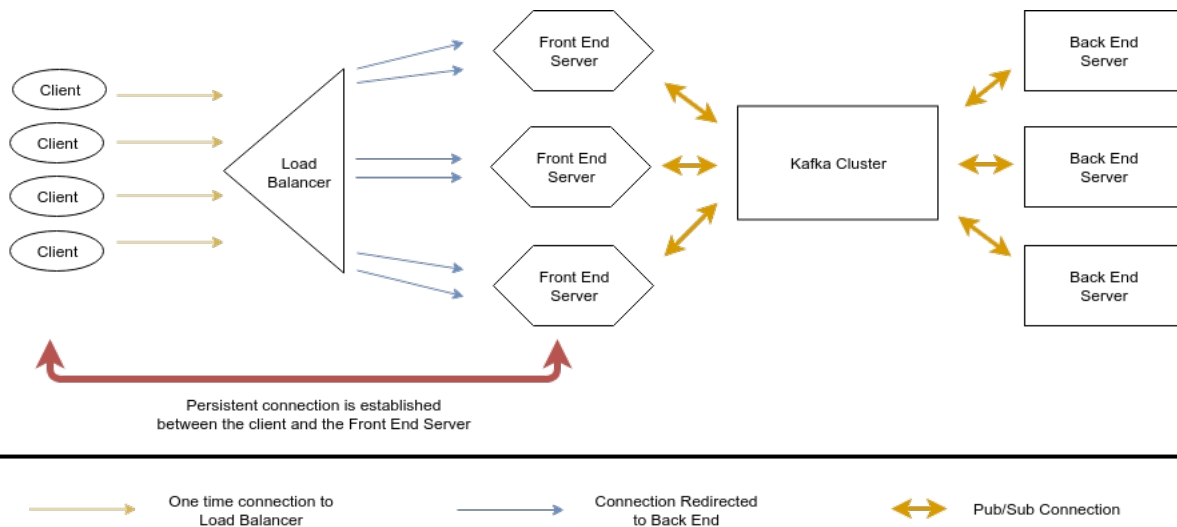 Front End
Server
Back End
Server
Client
Client
Load
Balancer
Front End
Server
Kafka Cluster
Back End
Server
Client
Client
Front End
Server
Back End
Server
Persistent connection is established
between the client and the Front End Server
One time connection to
Load Balancer
Connection Redirected
to Back End
Pub/Sub Connection